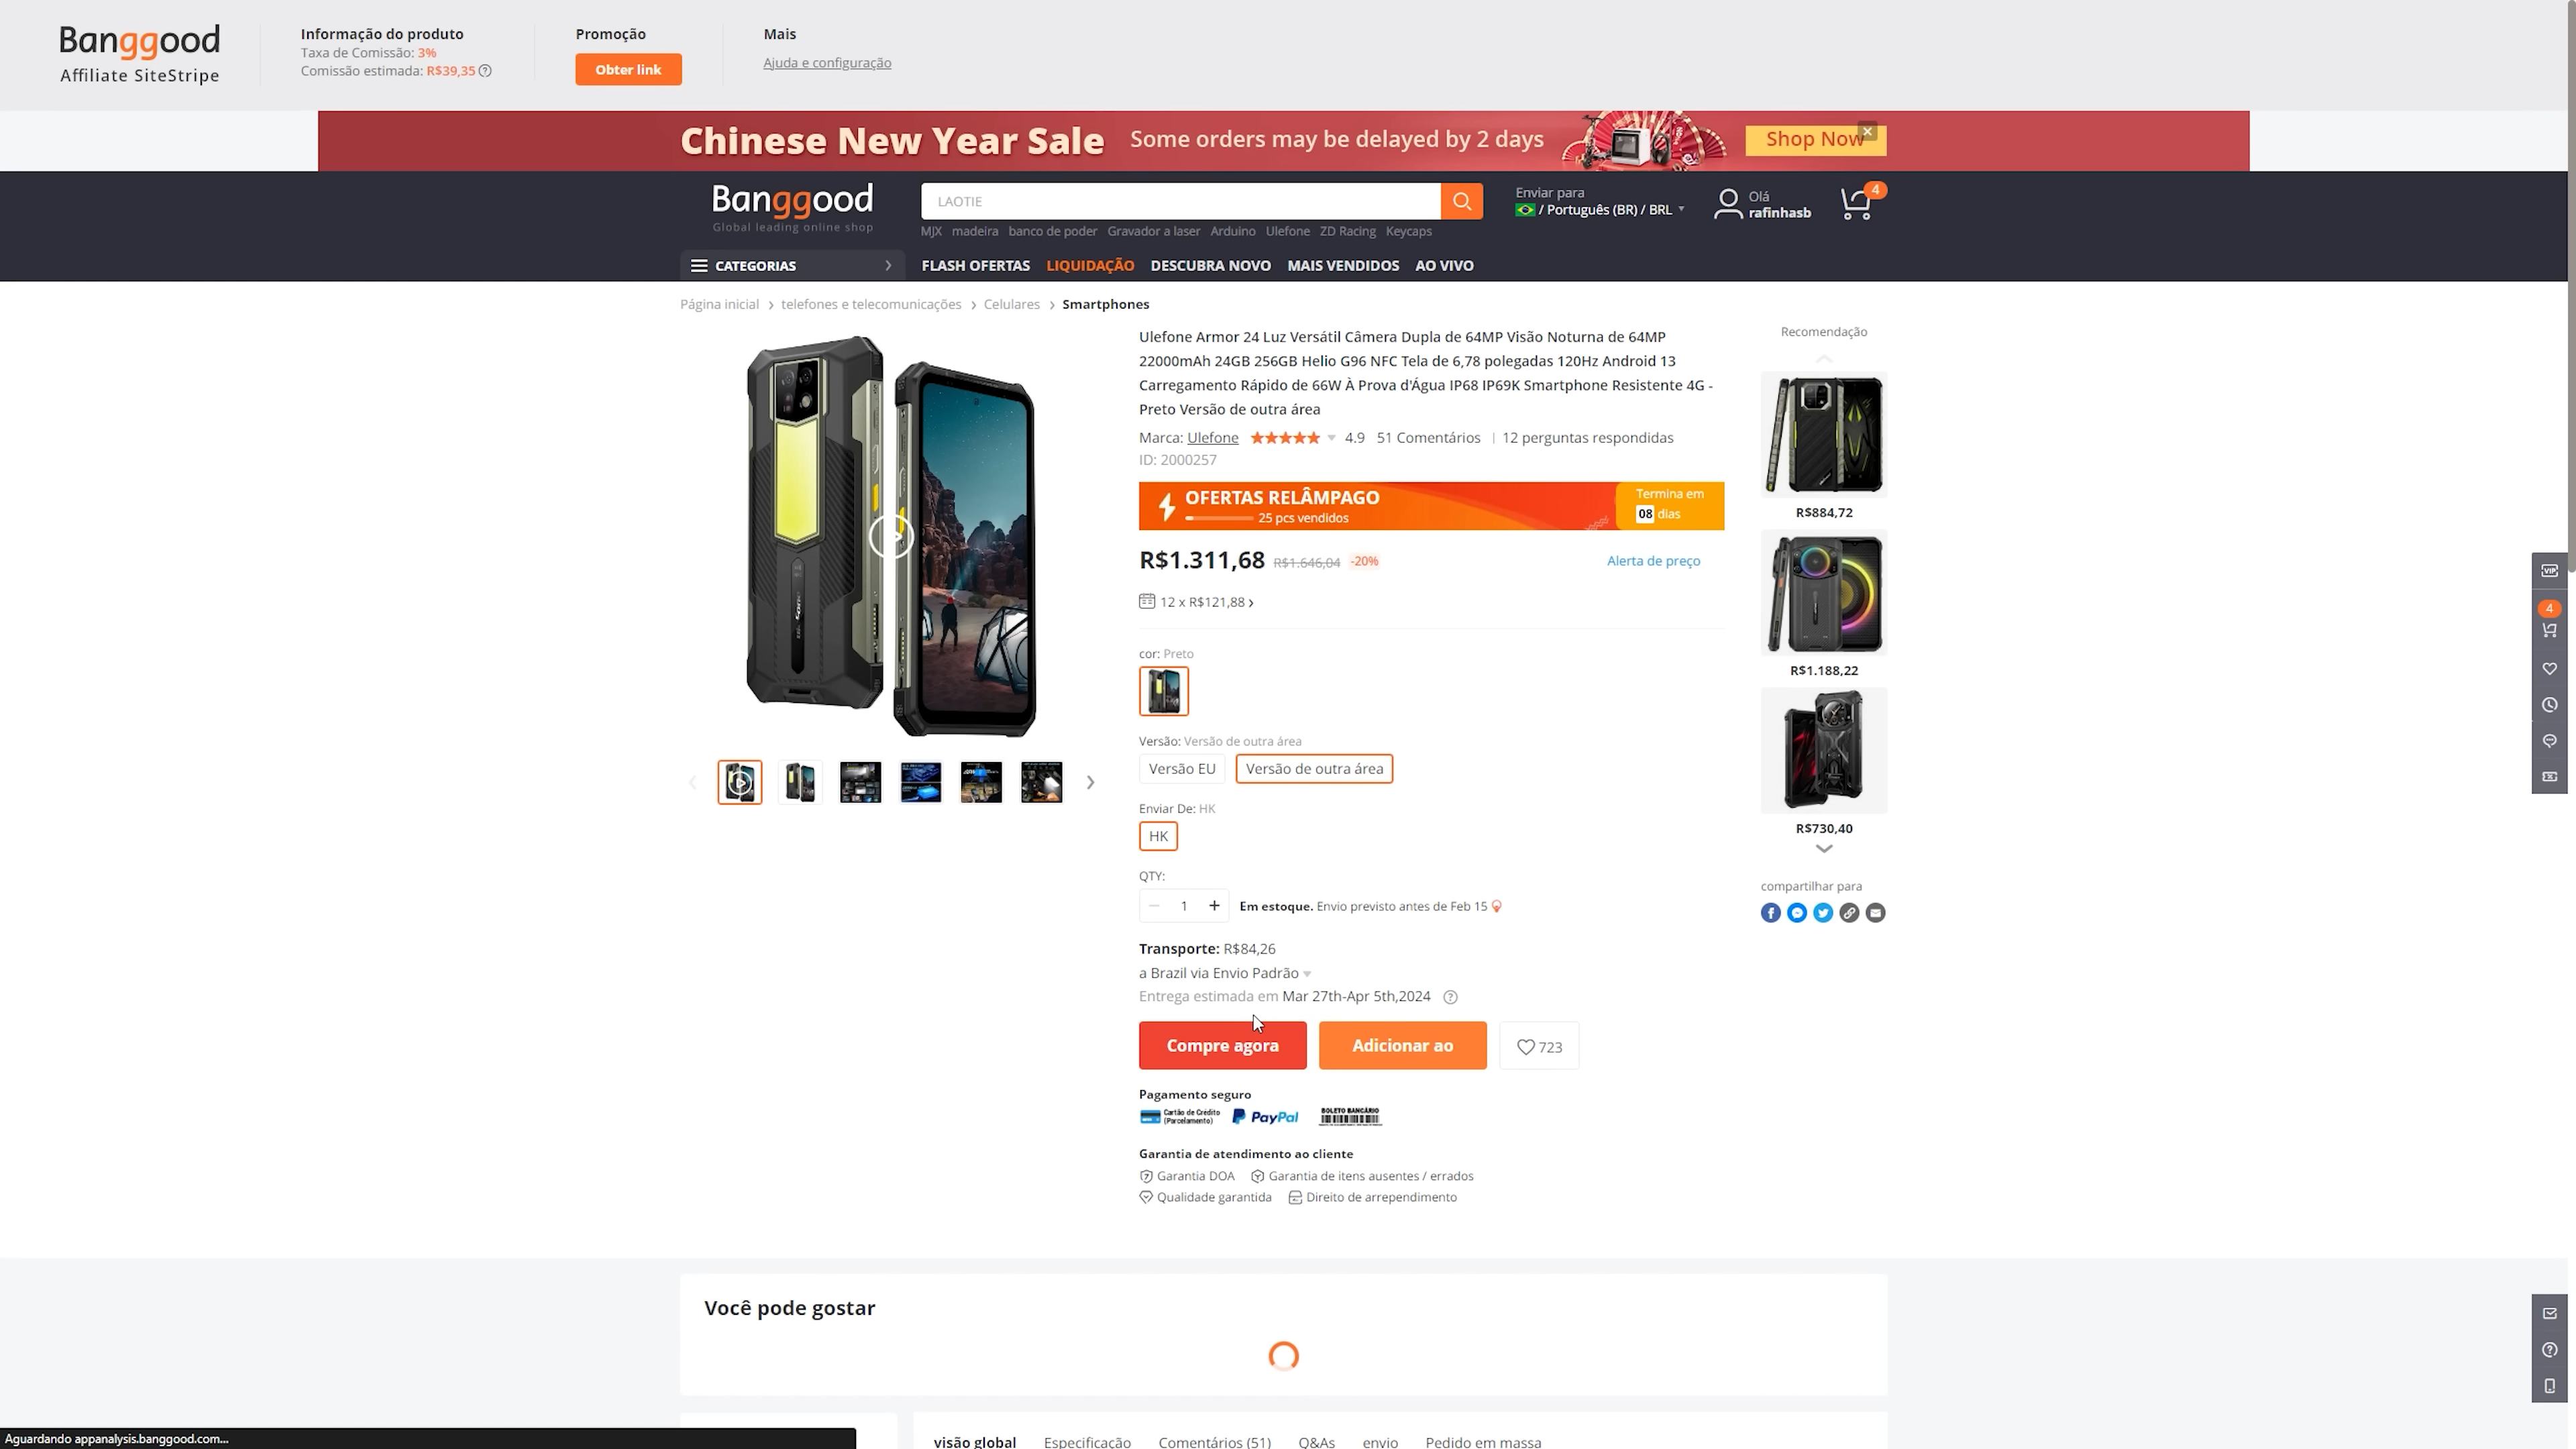 Banggood
Affiliate SiteStripe
Informação do produto
Taxa de Comissão: 3%
Comissão estimada: R$39,35
Promoção
Obter link
Mais
Ajuda e configuração
Chinese New Year Sale Some orders may be delayed by 2 days Shop Now
Banggood
Global leading online shop
LAOTIE
MJX madeira banco de poder Gravador a laser Arduino Ulefone ZD Racing Keycaps
Enviar para
/ Português (BR) / BRL
Olá
rafinhasb
4
CATEGORIAS
FLASH OFERTAS LIQUIDAÇÃO DESCUBRA NOVO MAIS VENDIDOS AO VIVO
Página inicial > telefones e telecomunicações > Celulares > Smartphones
Ulefone Armor 24 Luz Versátil Câmera Dupla de 64MP Visão Noturna de 64MP
22000mAh 24GB 256GB Helio G96 NFC Tela de 6,78 polegadas 120Hz Android 13
Carregamento Rápido de 66W À Prova d'Água IP68 IP69K Smartphone Resistente 4G -
Preto Versão de outra área
Marca: Ulefone 4.9 51 Comentários | 12 perguntas respondidas
ID: 2000257
OFERTAS RELÂMPAGO
25 pcs vendidos
Termina em
08 dias
R$1.311,68 R$1.646,04 -20%
Alerta de preço
12 x R$121,88 >
cor: Preto
Versão: Versão de outra área
Versão EU
Versão de outra área
Enviar De: HK
HK
QTY:
− 1 + Em estoque. Envio previsto antes de Feb 15
Transporte: R$84,26
a Brazil via Envio Padrão
Entrega estimada em Mar 27th-Apr 5th,2024
Compre agora
Adicionar ao
723
Pagamento seguro
Cartão de Crédito
(Parcelamento)
PayPal
BOLETO BANCÁRIO
Garantia de atendimento ao cliente
Garantia DOA Garantia de itens ausentes / errados
Qualidade garantida Direito de arrependimento
Recomendação
R$884,72
R$1.188,22
R$730,40
compartilhar para
VIP
4
Você pode gostar
visão global Especificação Comentários (51) Q&As envio Pedido em massa
Aguardando appanalysis.banggood.com...